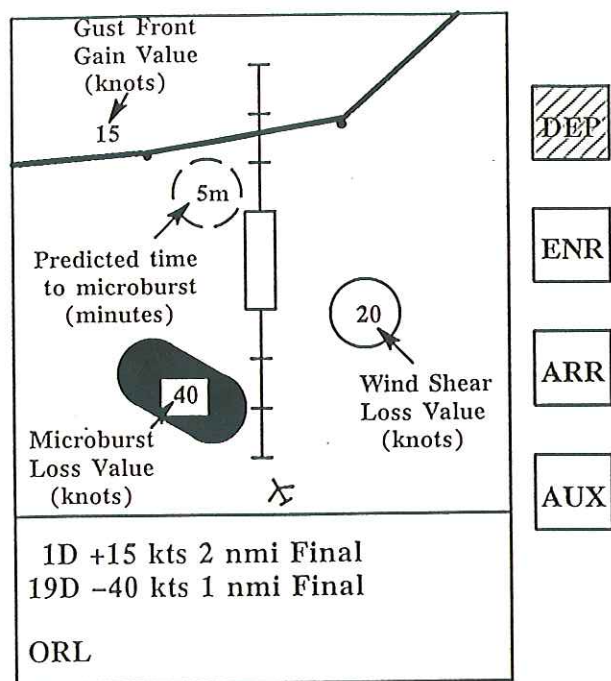 Gust Front
Gain Value
(knots)
15
DEP
5m
ENR
Predicted time
to microburst
(minutes)
20
ARR
40
Wind Shear
Loss Value
(knots)
Microburst
Loss Value
(knots)
AUX
1D +15 kts 2 nmi Final
19D –40 kts 1 nmi Final
ORL